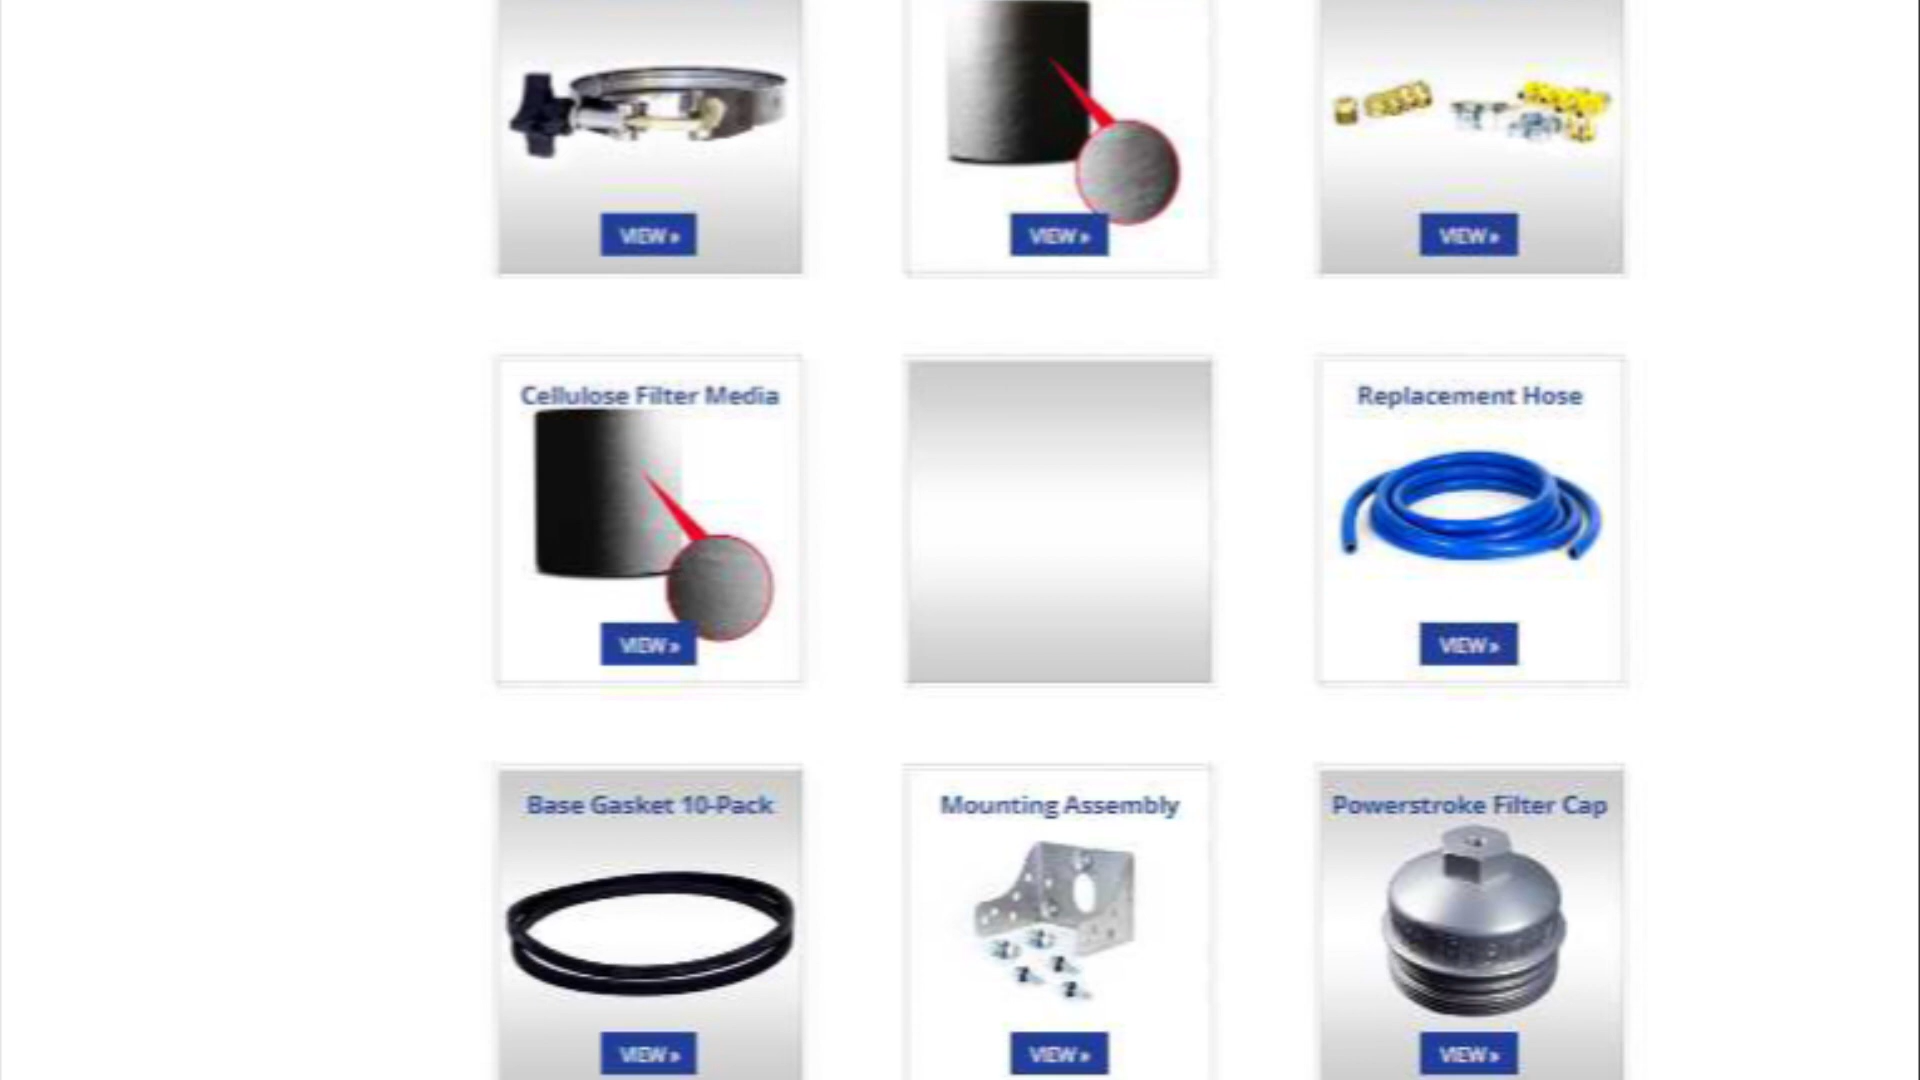 VIEW »
VIEW »
VIEW »
Cellulose Filter Media
Replacement Hose
VIEW »
VIEW »
Base Gasket 10-Pack
Mounting Assembly
Powerstroke Filter Cap
VIEW »
VIEW »
VIEW »